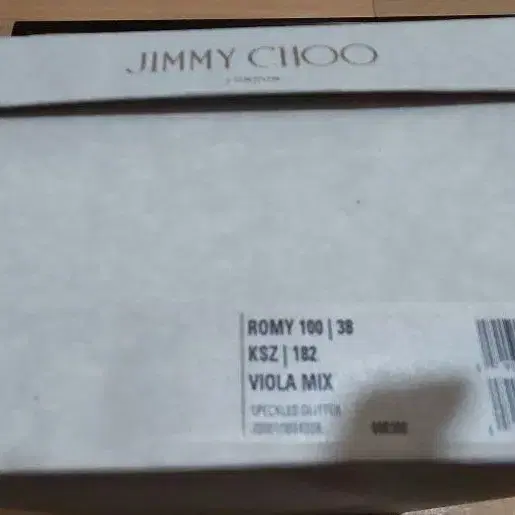 JIMMY CHOO
ROMY 100 | 38
KSZ | 182
VIOLA MIX
SPECKLED GLITTER